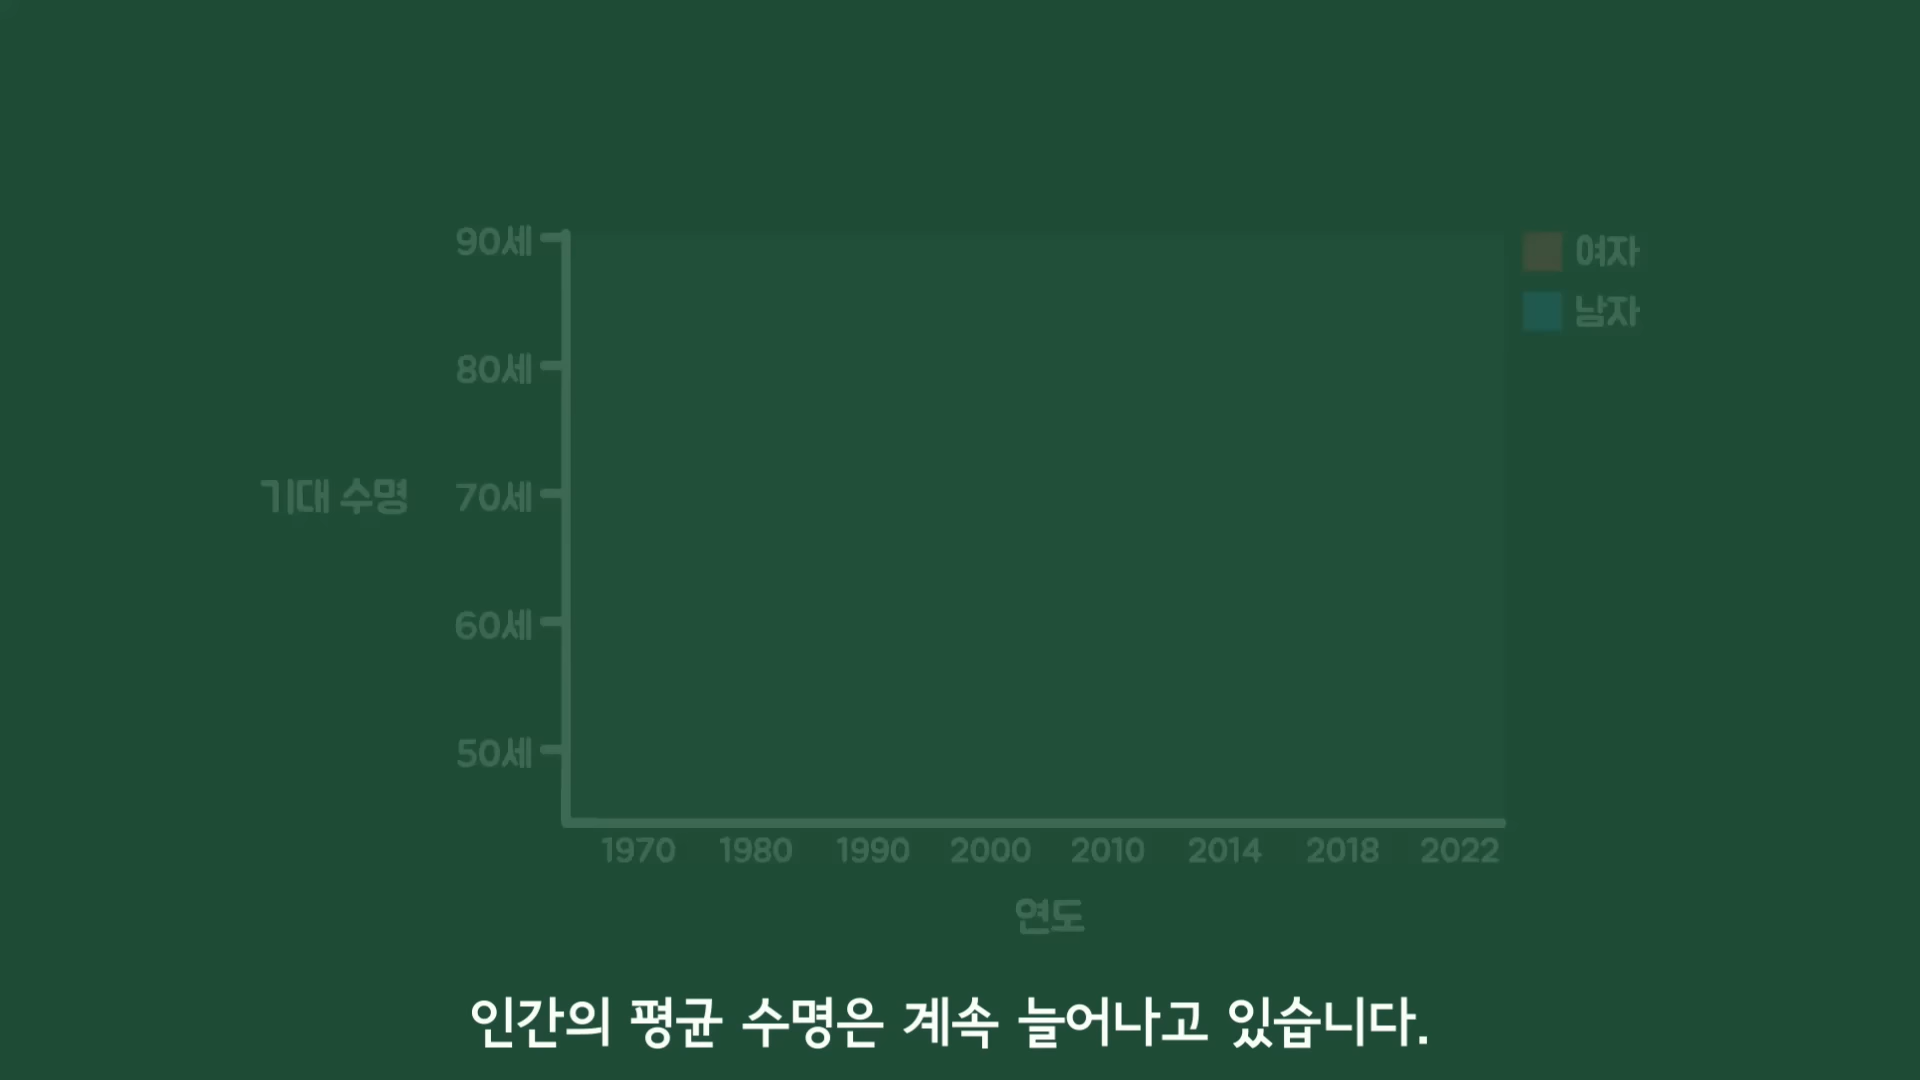 90세
여자
남자
80세
기대 수명
70세
60세
50세
1970 1980 1990 2000 2010 2014 2018 2022
연도
인간의 평균 수명은 계속 늘어나고 있습니다.